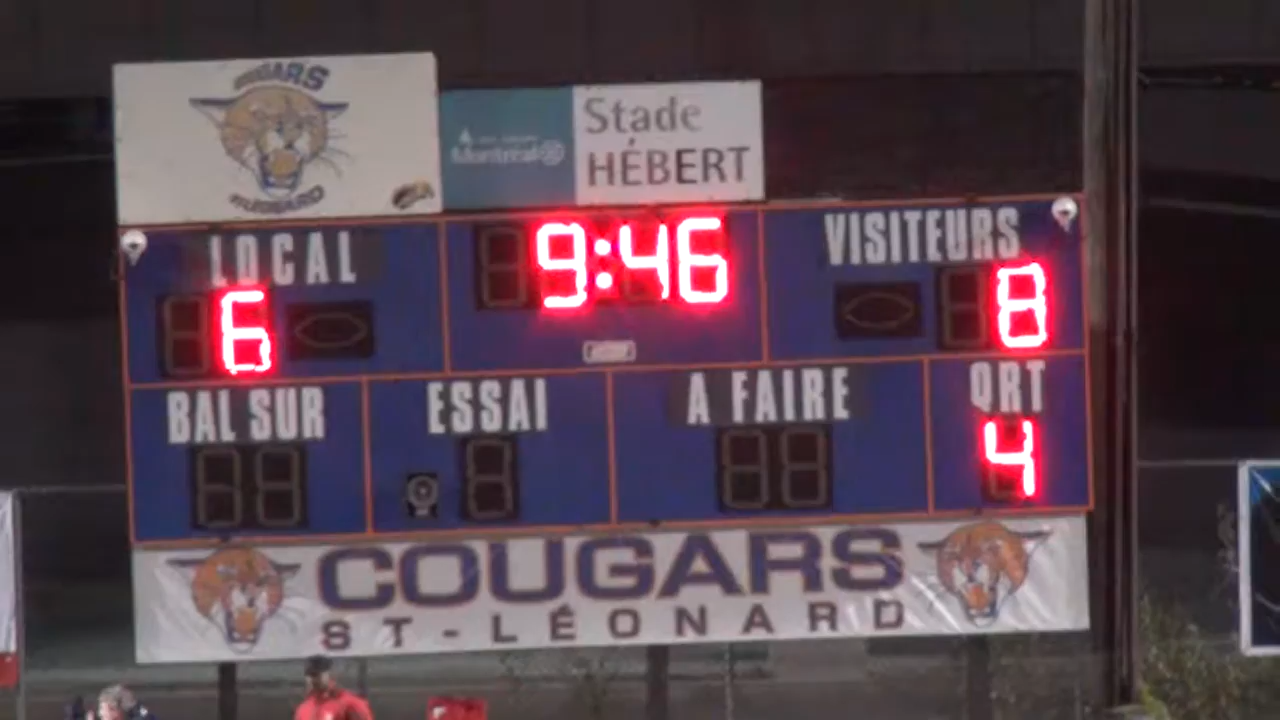 COUGARS
Montréal
Stade
HÉBERT
LOCAL
9:46
VISITEURS
6
8
BAL SUR
ESSAI
A FAIRE
QRT
4
COUGARS
ST-LÉONARD